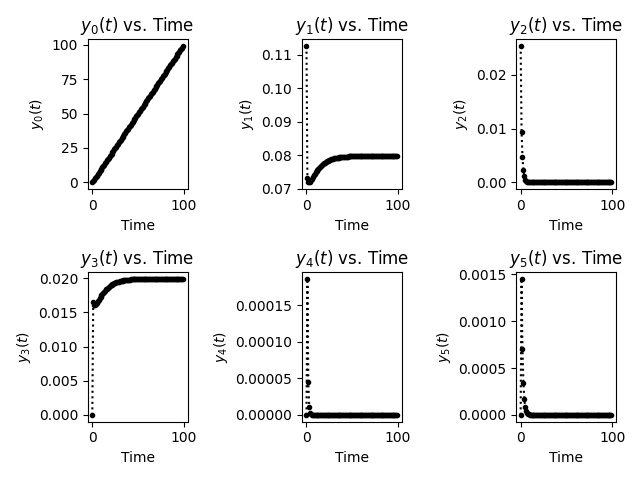 y₀(t) vs. Time
y₁(t) vs. Time
y₂(t) vs. Time
100
75
50
25
0
y₀(t)
0
100
Time
0.11
0.10
0.09
0.08
0.07
y₁(t)
0
100
Time
0.02
0.01
0.00
y₂(t)
0
100
Time
y₃(t) vs. Time
y₄(t) vs. Time
y₅(t) vs. Time
0.020
0.015
0.010
0.005
0.000
y₃(t)
0
100
Time
0.00015
0.00010
0.00005
0.00000
y₄(t)
0
100
Time
0.0015
0.0010
0.0005
0.0000
y₅(t)
0
100
Time